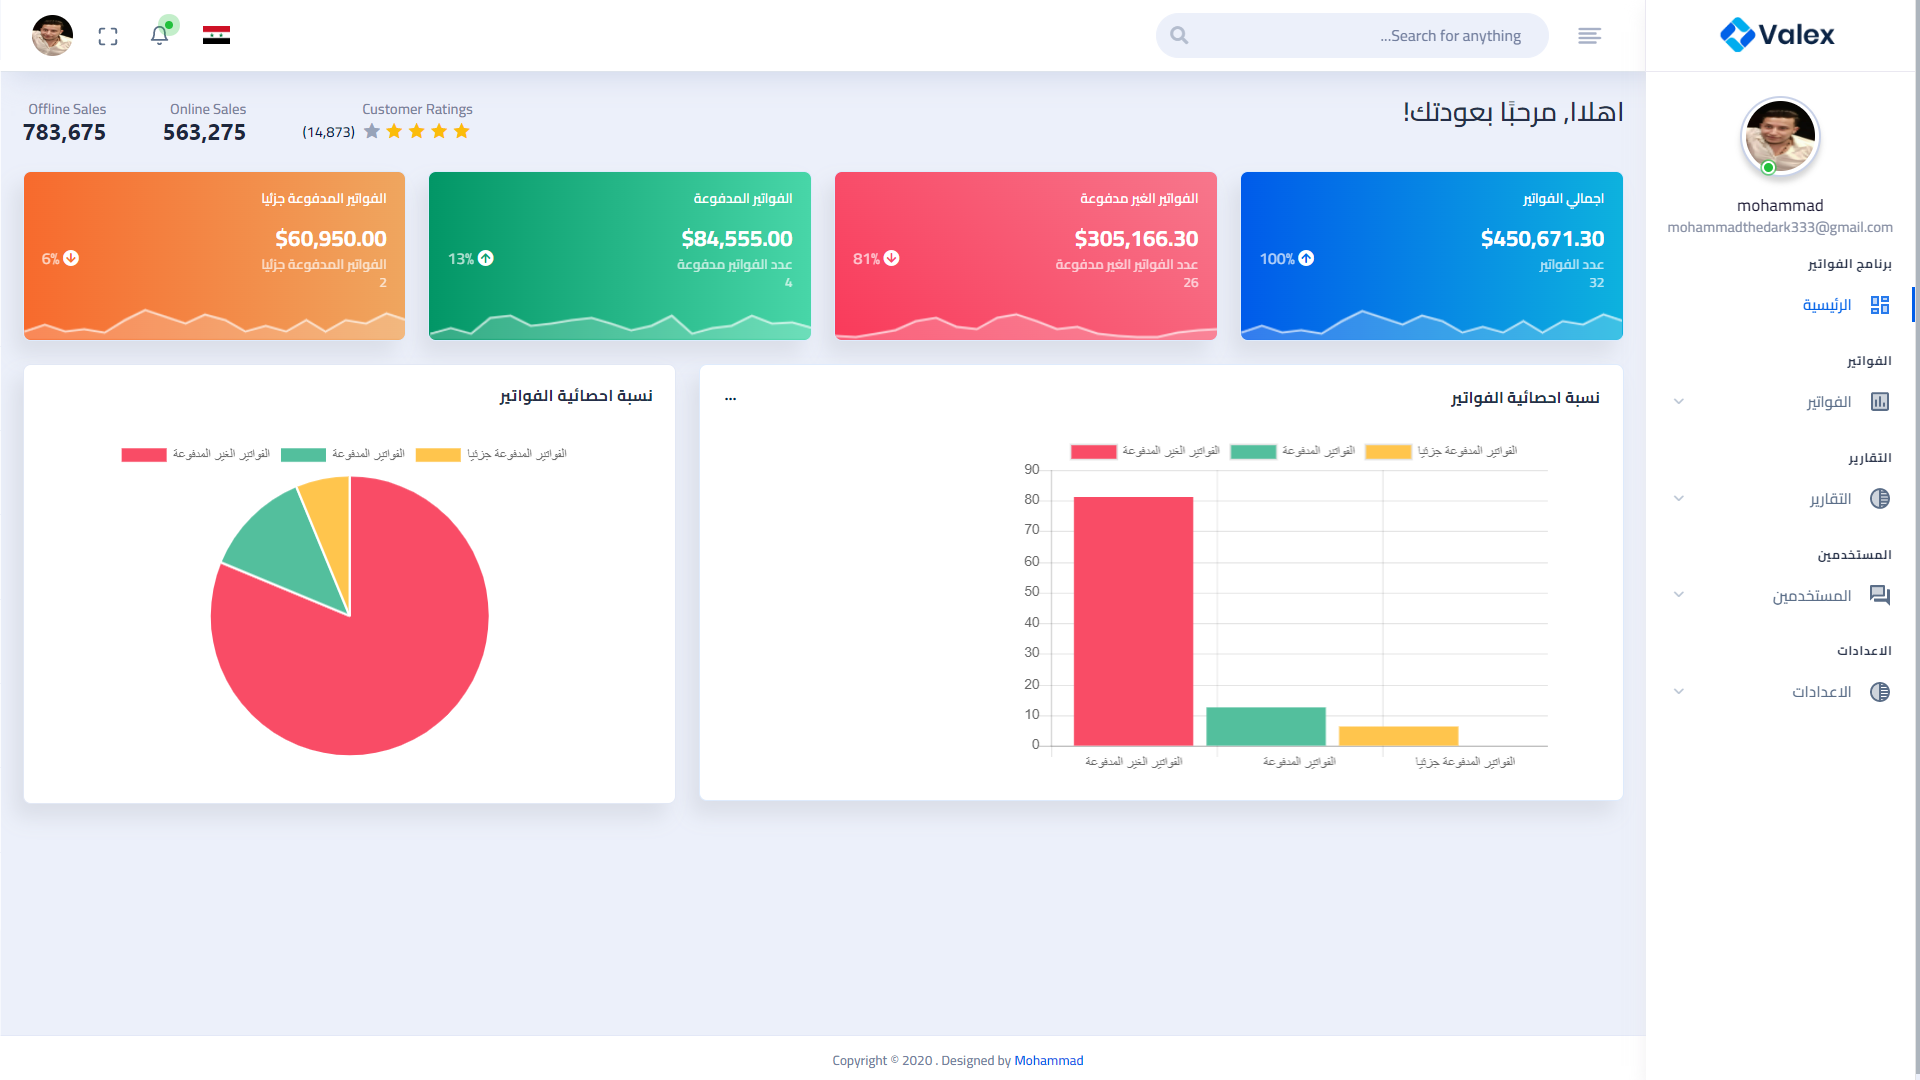 Valex
Search for anything...
mohammad
mohammadthedark333@gmail.com
برنامج الفواتير
الرئيسية
الفواتير
الفواتير
التقارير
التقارير
المستخدمين
المستخدمين
الاعدادات
الاعدادات
اهلاا, مرحبًا بعودتك!
Customer Ratings
(14,873)
Online Sales
563,275
Offline Sales
783,675
اجمالي الفواتير
$450,671.30
عدد الفواتير
32
100%
الفواتير الغير مدفوعة
$305,166.30
عدد الفواتير الغير مدفوعة
26
81%
الفواتير المدفوعة
$84,555.00
عدد الفواتير مدفوعة
4
13%
الفواتير المدفوعة جزئيا
$60,950.00
الفواتير المدفوعة جزئيا
2
6%
نسبة احصائية الفواتير
...
الفواتير الغير المدفوعة
الفواتير المدفوعة
الفواتير المدفوعة جزئيا
90
80
70
60
50
40
30
20
10
0
الفواتير الغير المدفوعة
الفواتير المدفوعة
الفواتير المدفوعة جزئيا
نسبة احصائية الفواتير
الفواتير الغير المدفوعة
الفواتير المدفوعة
الفواتير المدفوعة جزئيا
Copyright © 2020 . Designed by Mohammad